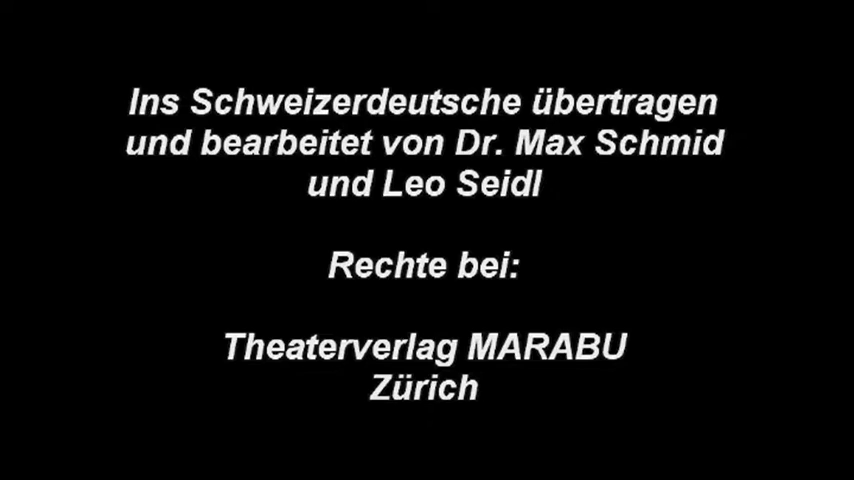 Ins Schweizerdeutsche übertragen
und bearbeitet von Dr. Max Schmid
und Leo Seidl
Rechte bei:
Theaterverlag MARABU
Zürich